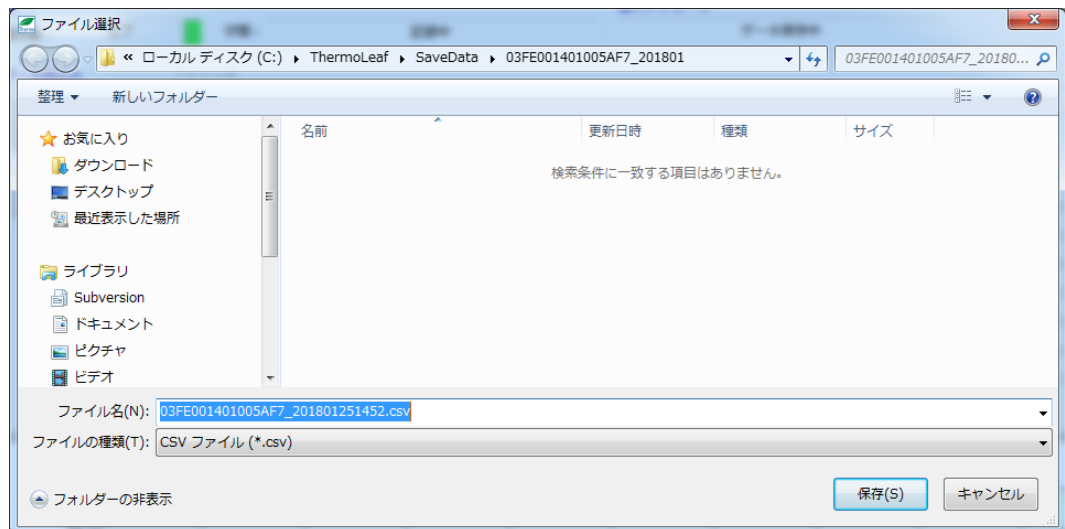 ファイル選択
« ローカル ディスク (C:) ThermoLeaf SaveData 03FE001401005AF7_201801 03FE001401005AF7_20180...
整理 新しいフォルダー
名前 更新日時 種類 サイズ
検索条件に一致する項目はありません。
お気に入り
ダウンロード
デスクトップ
最近表示した場所
ライブラリ
Subversion
ドキュメント
ピクチャ
ビデオ
ファイル名(N): 03FE001401005AF7_201801251452.csv
ファイルの種類(T): CSV ファイル (*.csv)
フォルダーの非表示 保存(S) キャンセル